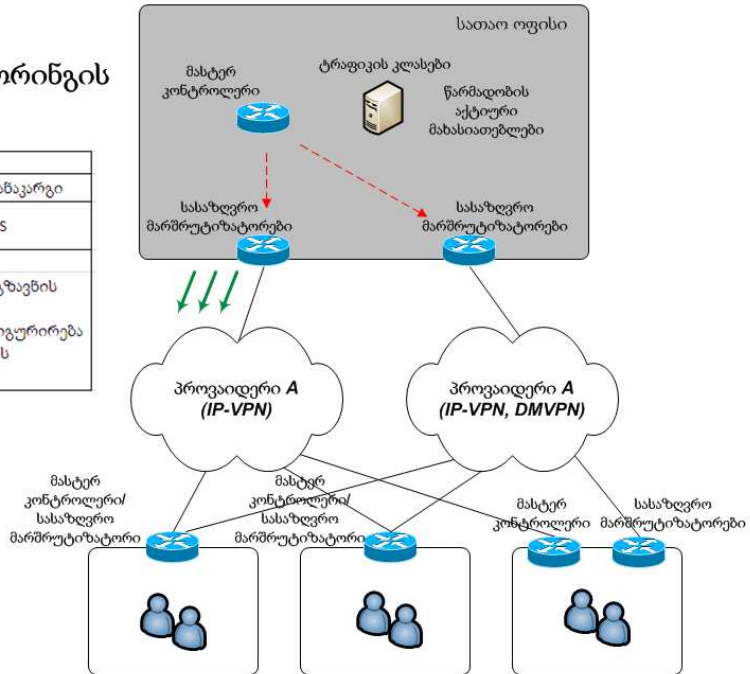 სათაო ოფისი
მასტერ
კონტროლერი
ტრაფიკის კლასები
წარმადობის
აქტიური
მახასიათებლები
სასაზღვრო
მარშრუტიზატორები
სასაზღვრო
მარშრუტიზატორები
პროვაიდერი A
(IP-VPN)
პროვაიდერი A
(IP-VPN, DMVPN)
მასტერ
კონტროლერი/
სასაზღვრო
მარშრუტიზატორი
მასტერ
კონტროლერი/
სასაზღვრო
მარშრუტიზატორი
მასტერ
კონტროლერი
სასაზღვრო
მარშრუტიზატორები